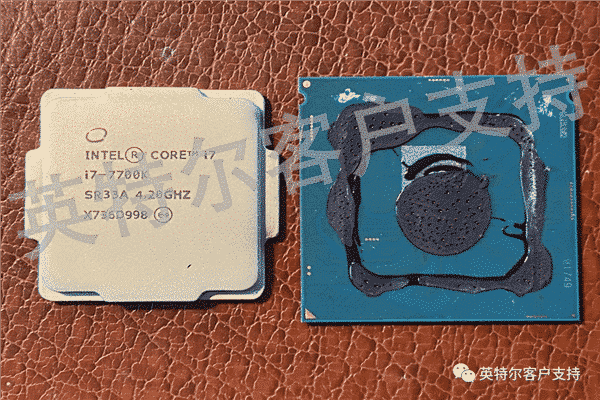 INTEL® CORE™ i7
i7-7700K
SR33A 4.20GHZ
X736D998
英特尔客户支持
英特尔客户支持